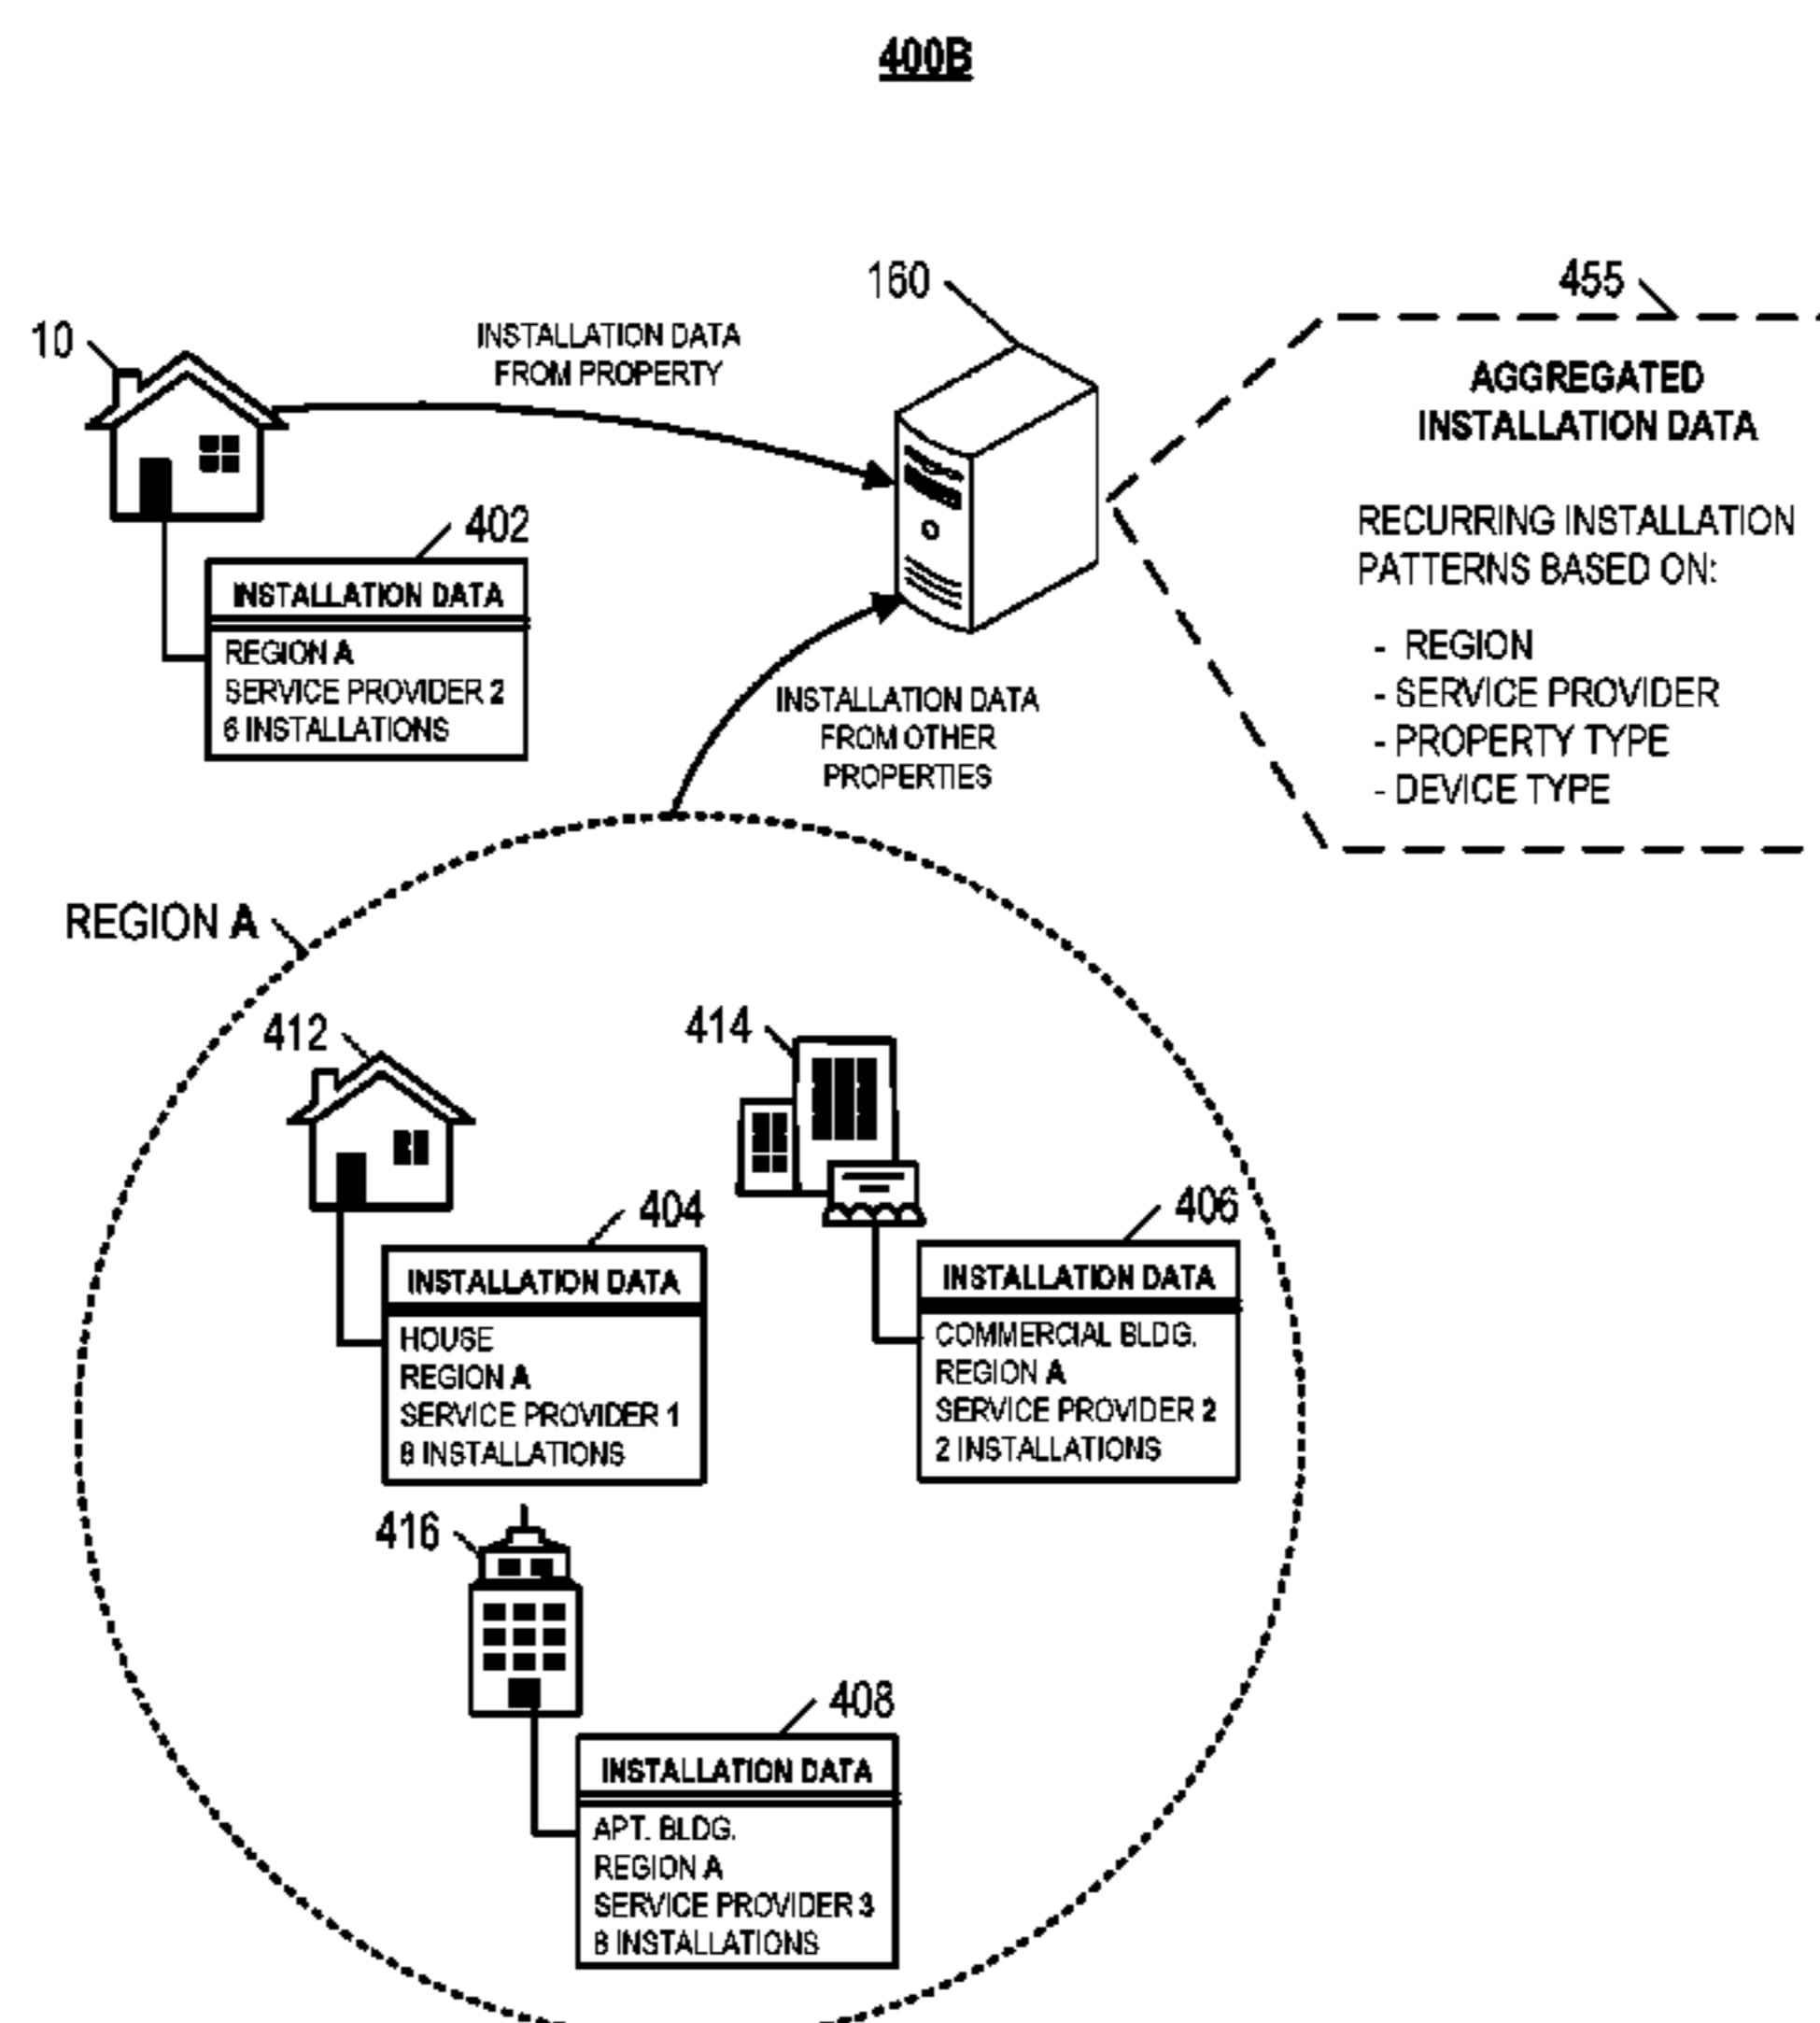 400B
160
455
10
INSTALLATION DATA
FROM PROPERTY
AGGREGATED
INSTALLATION DATA
RECURRING INSTALLATION
PATTERNS BASED ON:
- REGION
- SERVICE PROVIDER
- PROPERTY TYPE
- DEVICE TYPE
402
INSTALLATION DATA
REGION A
SERVICE PROVIDER 2
6 INSTALLATIONS
INSTALLATION DATA
FROM OTHER
PROPERTIES
REGION A
412
414
404
INSTALLATION DATA
HOUSE
REGION A
SERVICE PROVIDER 1
8 INSTALLATIONS
406
INSTALLATION DATA
COMMERCIAL BLDG.
REGION A
SERVICE PROVIDER 2
2 INSTALLATIONS
416
408
INSTALLATION DATA
APT. BLDG.
REGION A
SERVICE PROVIDER 3
8 INSTALLATIONS